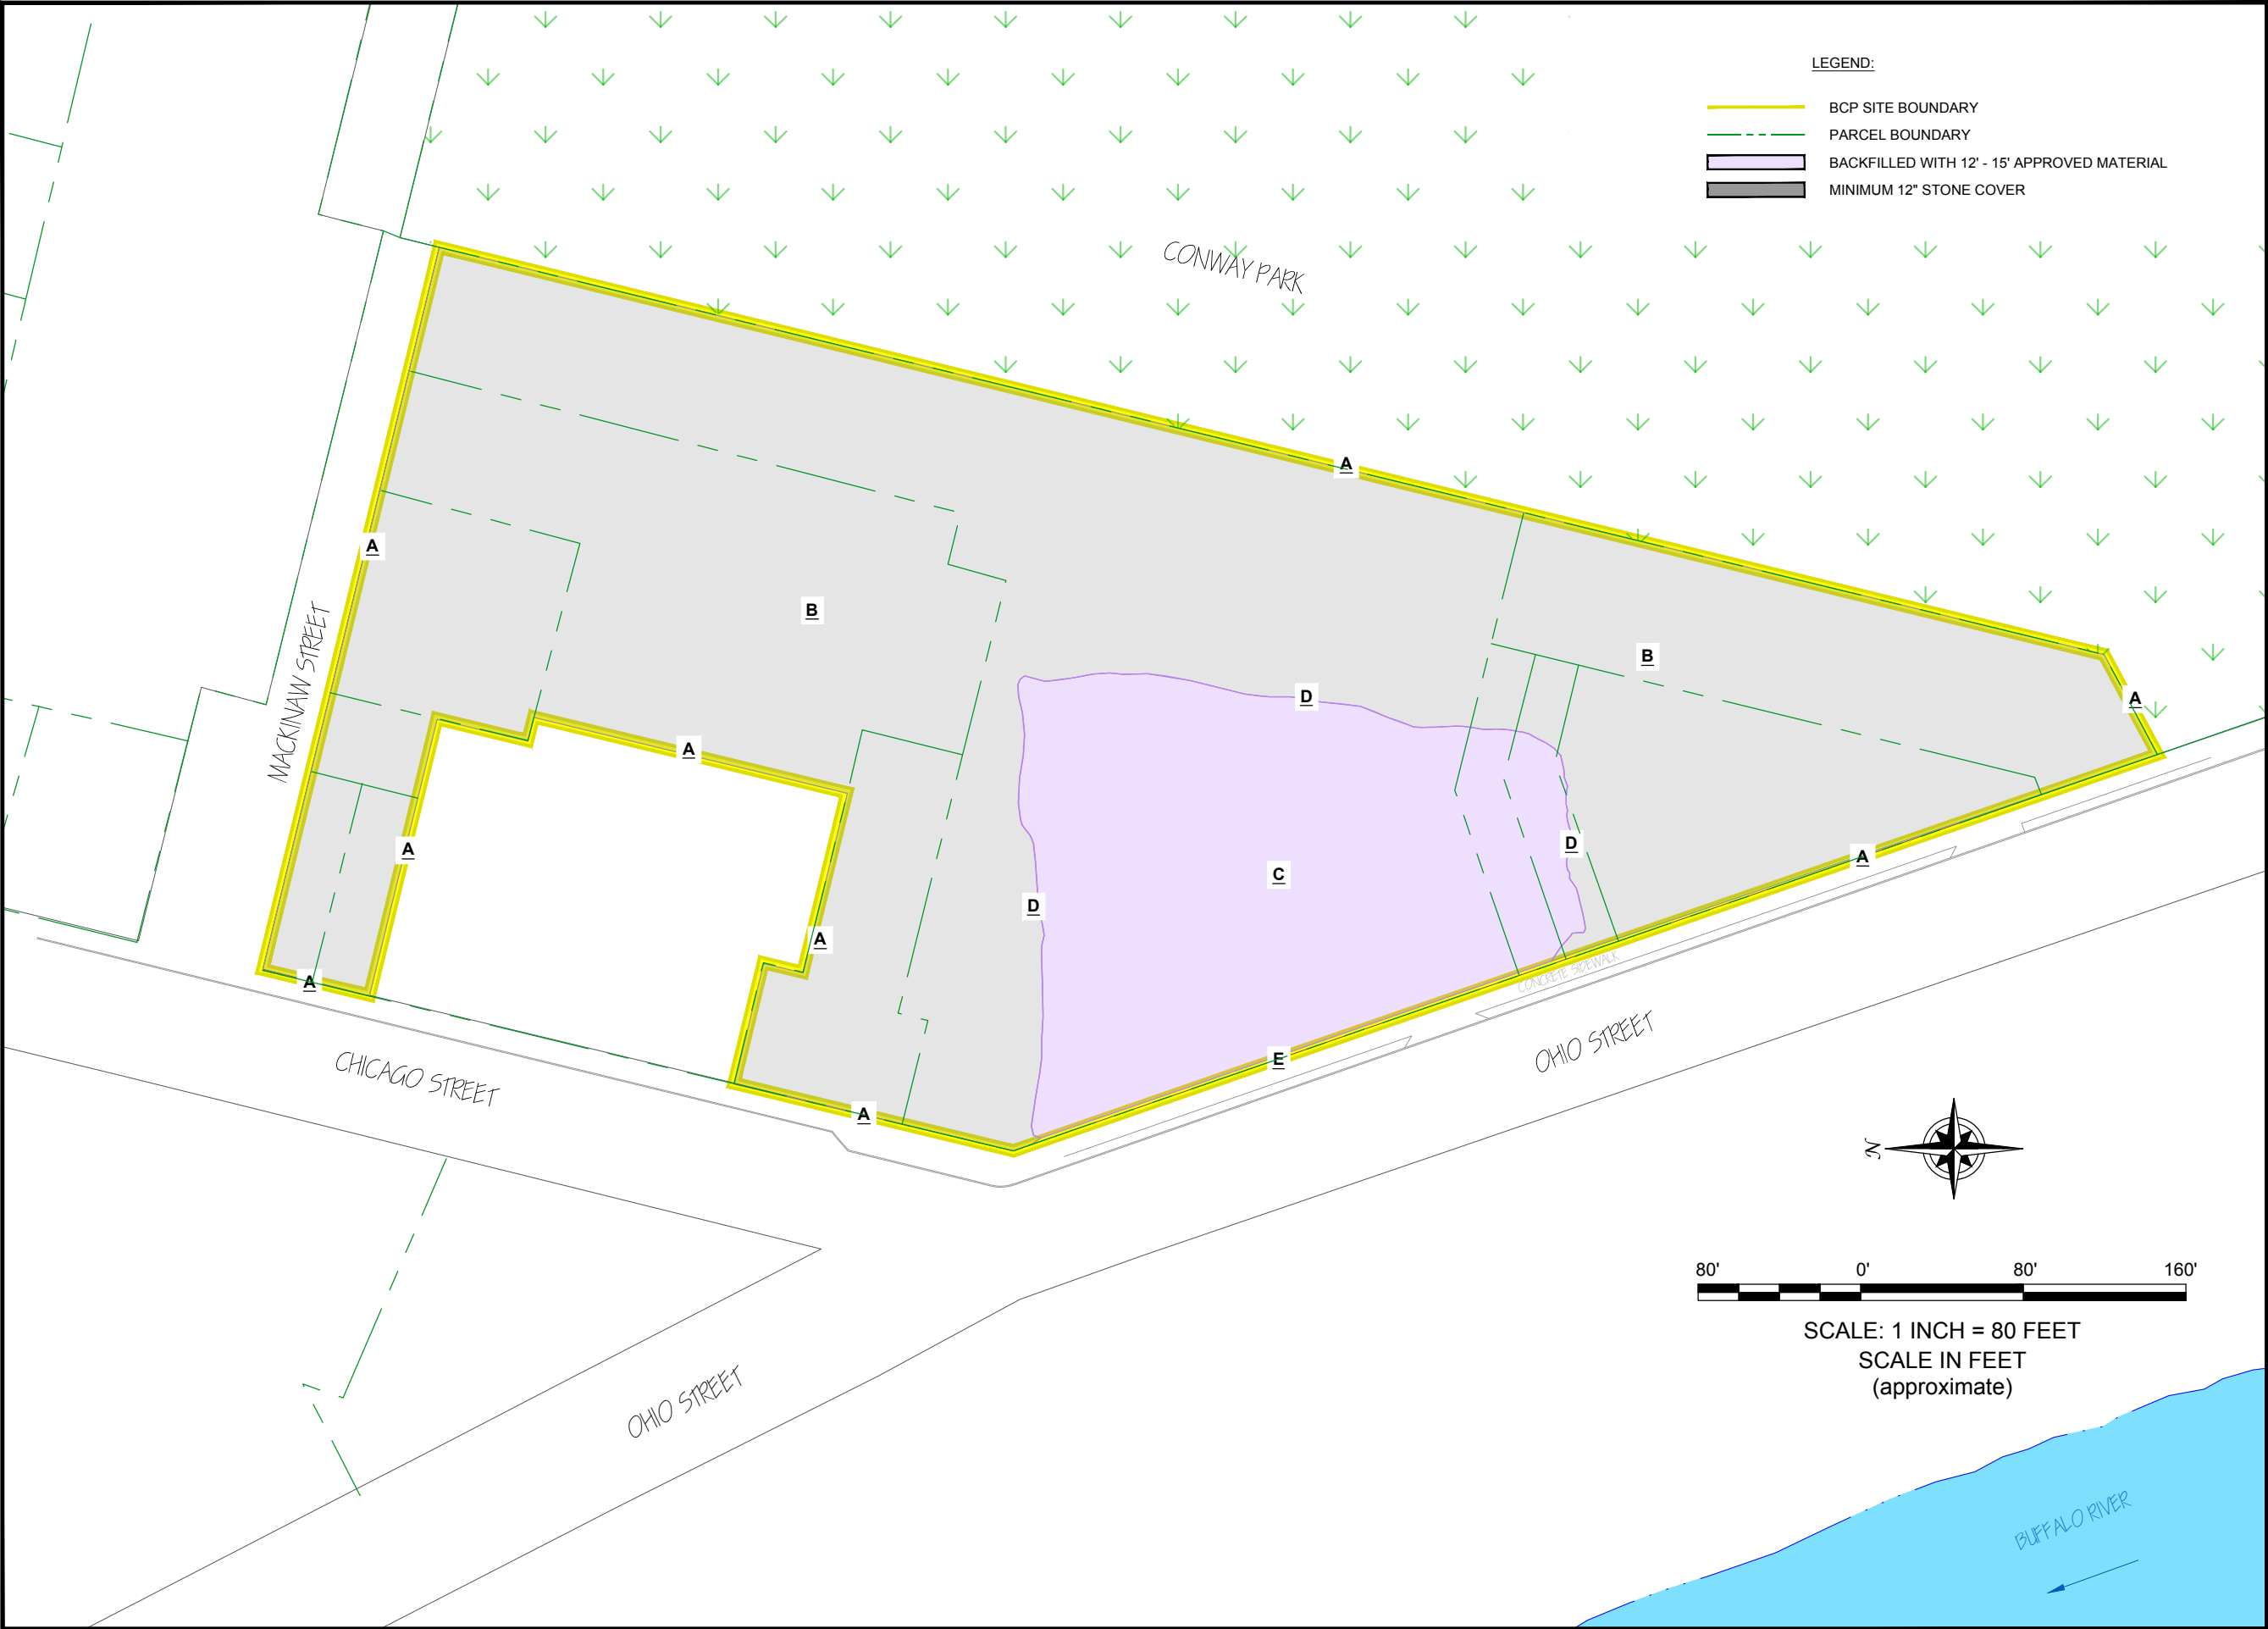 LEGEND:
BCP SITE BOUNDARY
PARCEL BOUNDARY
BACKFILLED WITH 12' - 15' APPROVED MATERIAL
MINIMUM 12" STONE COVER
CONWAY PARK
A
A
B
B
D
A
A
MACKINAW STREET
D
A
A
C
D
A
A
CONCRETE SIDEWALK
A
OHIO STREET
E
CHICAGO STREET
A
N
80' 0' 80' 160'
SCALE: 1 INCH = 80 FEET
SCALE IN FEET
(approximate)
OHIO STREET
BUFFALO RIVER